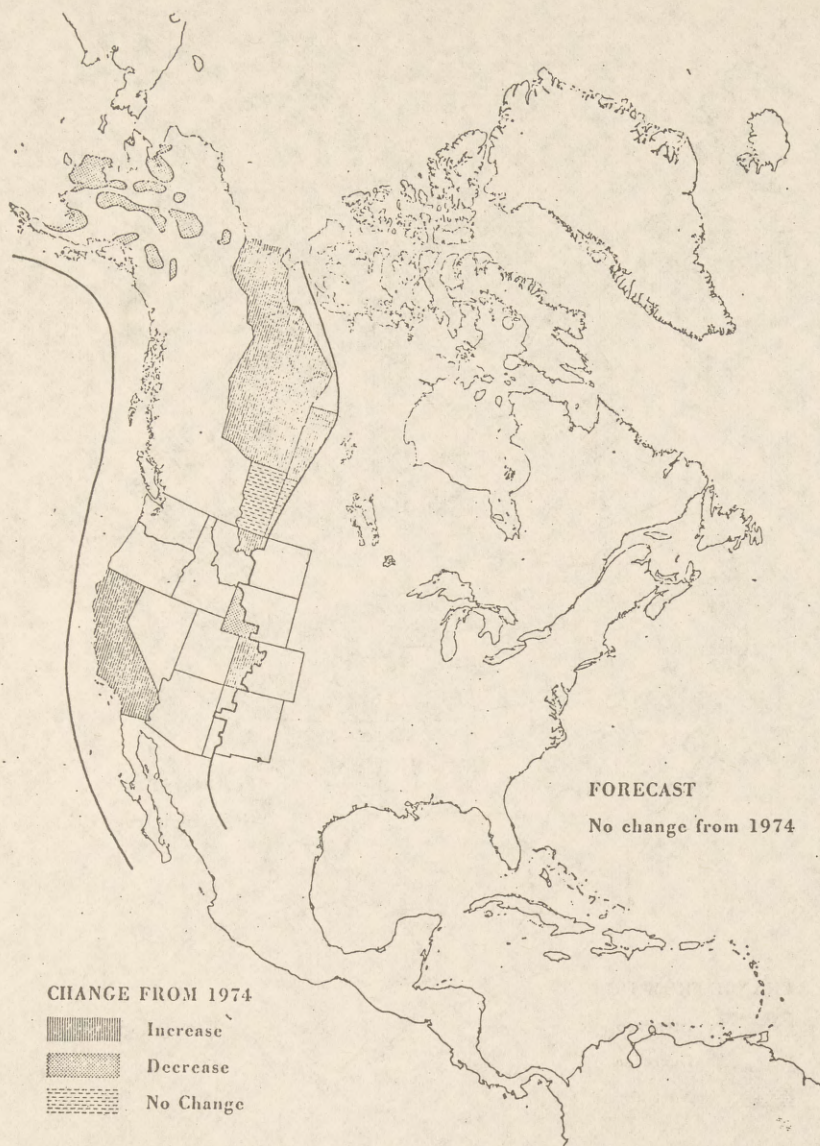 FORECAST
No change from 1974
CHANGE FROM 1974
Increase
Decrease
No Change